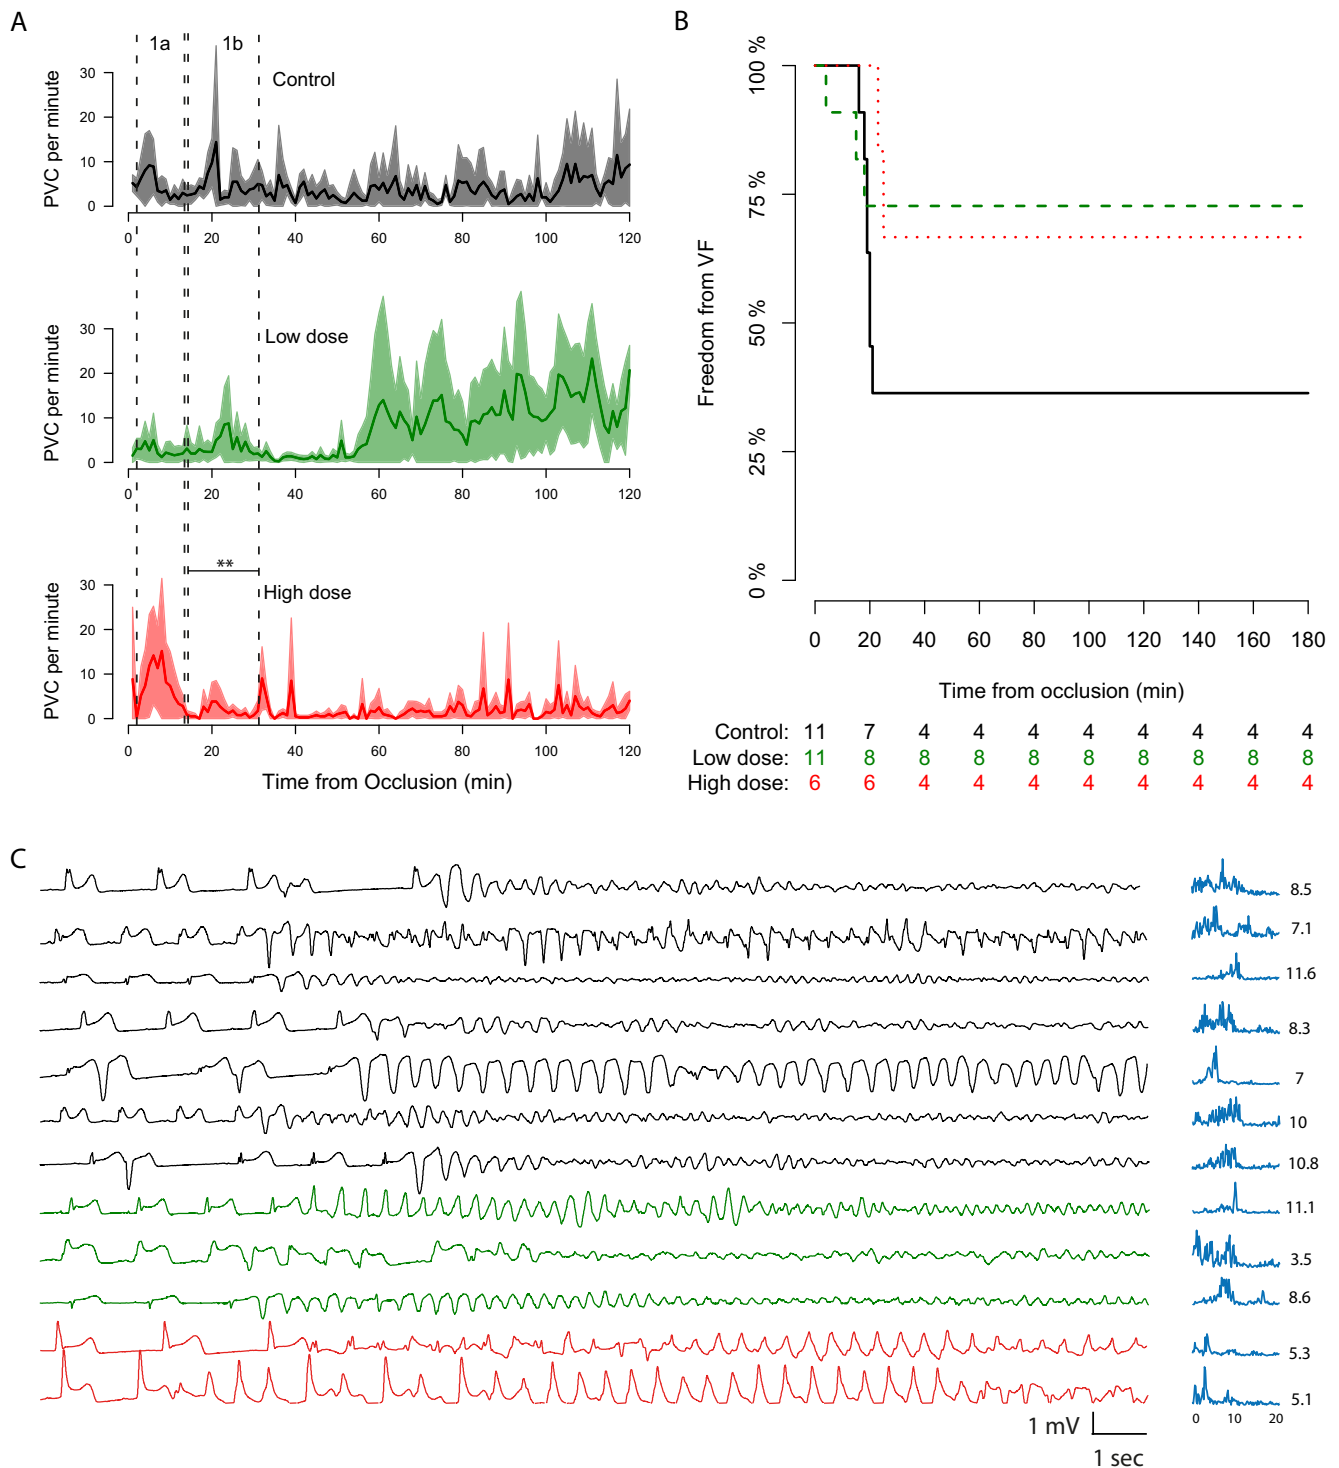 A
1a
1b
Control
PVC per minute
30
20
10
0
0 20 40 60 80 100 120
Low dose
PVC per minute
30
20
10
0
0 20 40 60 80 100 120
**
High dose
PVC per minute
30
20
10
0
0 20 40 60 80 100 120
Time from Occlusion (min)
B
Freedom from VF
100 %
75 %
50 %
25 %
0 %
0 20 40 60 80 100 120 140 160 180
Time from occlusion (min)
Control: 11 7 4 4 4 4 4 4 4 4
Low dose: 11 8 8 8 8 8 8 8 8 8
High dose: 6 6 4 4 4 4 4 4 4 4
C
8.5
7.1
11.6
8.3
7
10
10.8
11.1
3.5
8.6
5.3
5.1
0 10 20
1 mV
1 sec